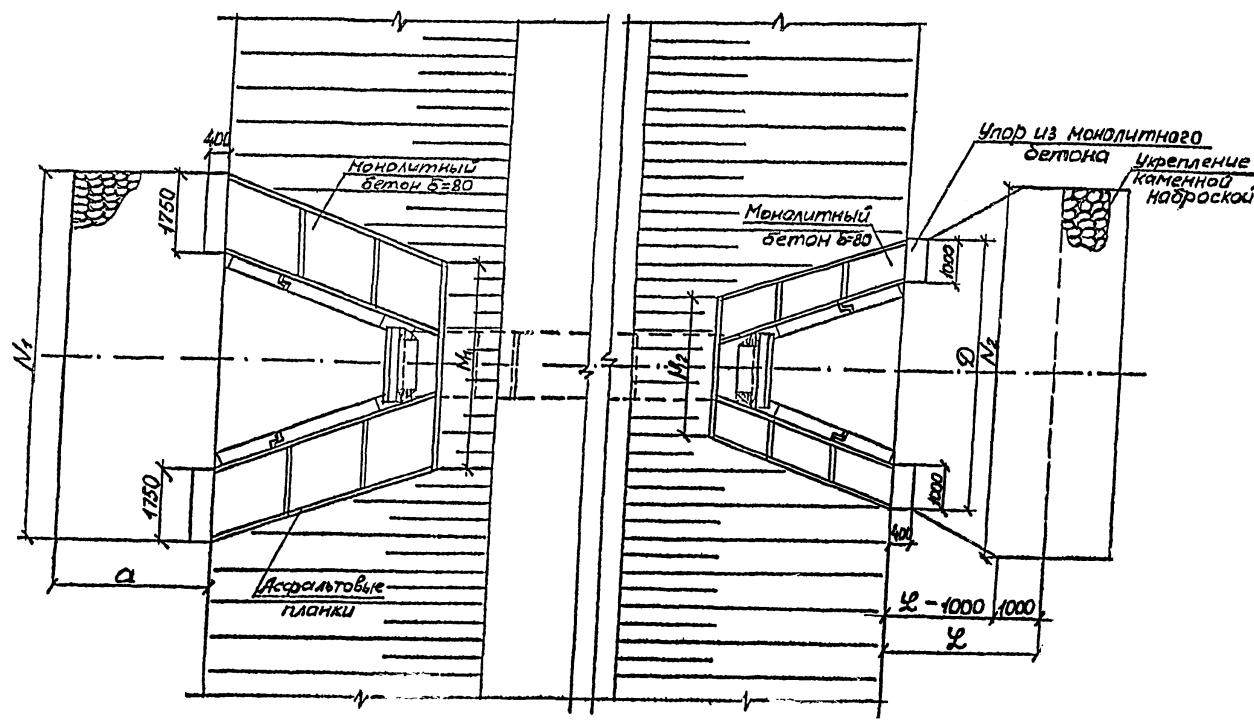 400
Монолитный
бетон б=80
1750
N1
M1
M2
Монолитный
бетон б=80
Упор из монолитного
бетона
Укрепление
каменной
наброской
1000
D
N2
1750
1000
400
a
Асфальтовые
планки
L-1000
1000
L